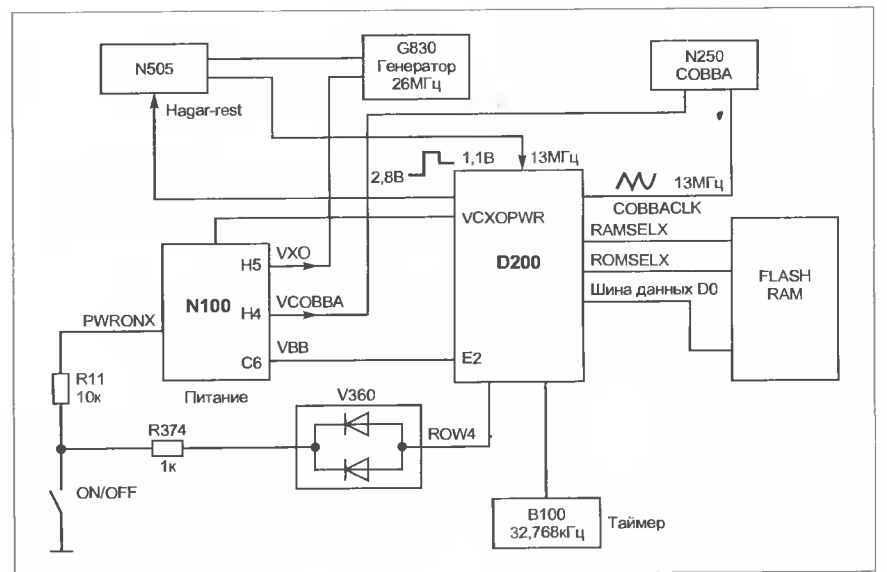 N505
G830
Генератор
26МГц
N250
COBBA
Hagar-rest
1,1В
2,8В
13МГц
13МГц
COBBACLK
VCXOPWR
D200
RAMSELX
ROMSELX
Шина данных D0
FLASH
RAM
H5
VXO
N100
H4
VCOBBA
PWRONX
C6
VBB
E2
Питание
R11
10к
R374
1к
V360
ROW4
ON/OFF
B100
32,768кГц
Таймер